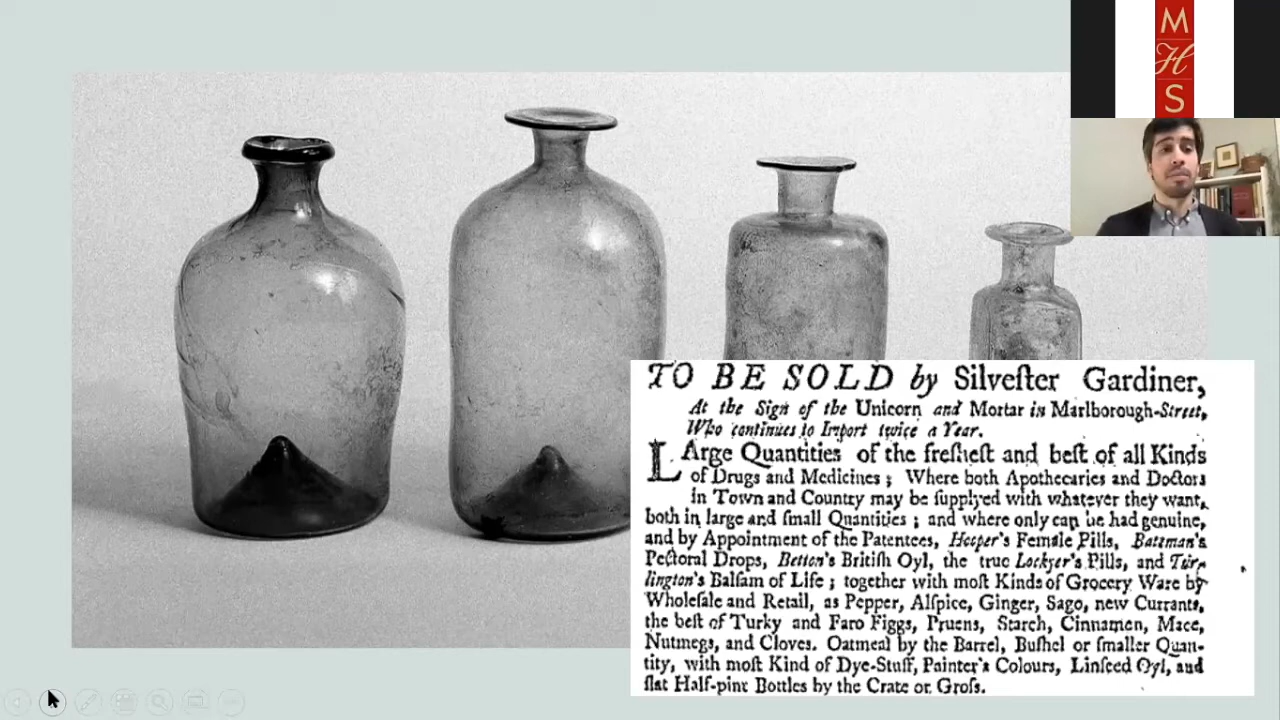 M
H
S
TO BE SOLD by Silveſter Gardiner,
At the Sign of the Unicorn and Mortar in Marlborough-Street,
Who continues to Import twice a Year.
LArge Quantities of the freſheſt and beſt of all Kinds
of Drugs and Medicines ; Where both Apothecaries and Doctors
in Town and Country may be ſupplyed with whatever they want,
both in large and ſmall Quantities ; and where only can be had genuine,
and by Appointment of the Patentees, Hooper's Female Pills, Bateman's
Pectoral Drops, Betton's Britiſh Oyl, the true Lockyer's Pills, and Tur-
lington's Balſam of Life ; together with moſt Kinds of Grocery Ware by
Wholeſale and Retail, as Pepper, Alſpice, Ginger, Sago, new Currants,
the beſt of Turky and Faro Figgs, Pruens, Starch, Cinnamon, Mace,
Nutmegs, and Cloves. Oatmeal by the Barrel, Buſhel or ſmaller Quan-
tity, with moſt Kind of Dye-Stuff, Painter's Colours, Linſeed Oyl, and
flat Half-pint Bottles by the Crate or Groſs.